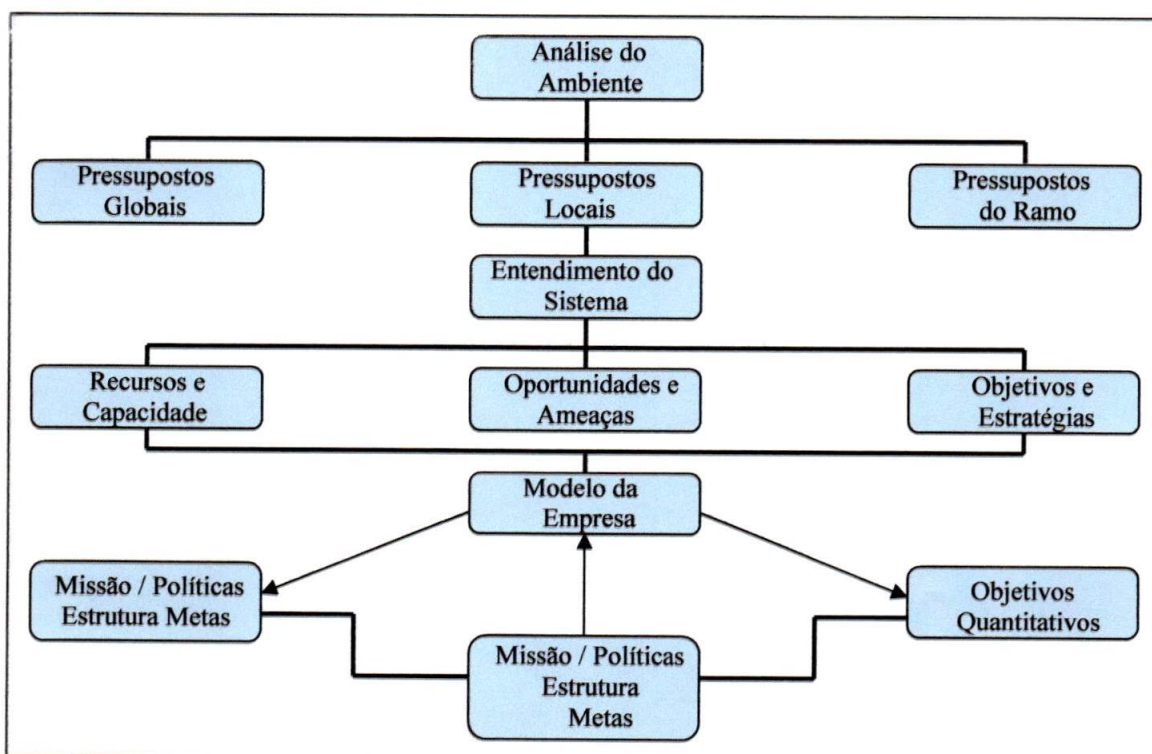 Análise do
Ambiente
Pressupostos
Globais
Pressupostos
Locais
Pressupostos
do Ramo
Entendimento do
Sistema
Recursos e
Capacidade
Oportunidades e
Ameaças
Objetivos e
Estratégias
Modelo da
Empresa
Missão / Políticas
Estrutura Metas
Objetivos
Quantitativos
Missão / Políticas
Estrutura
Metas